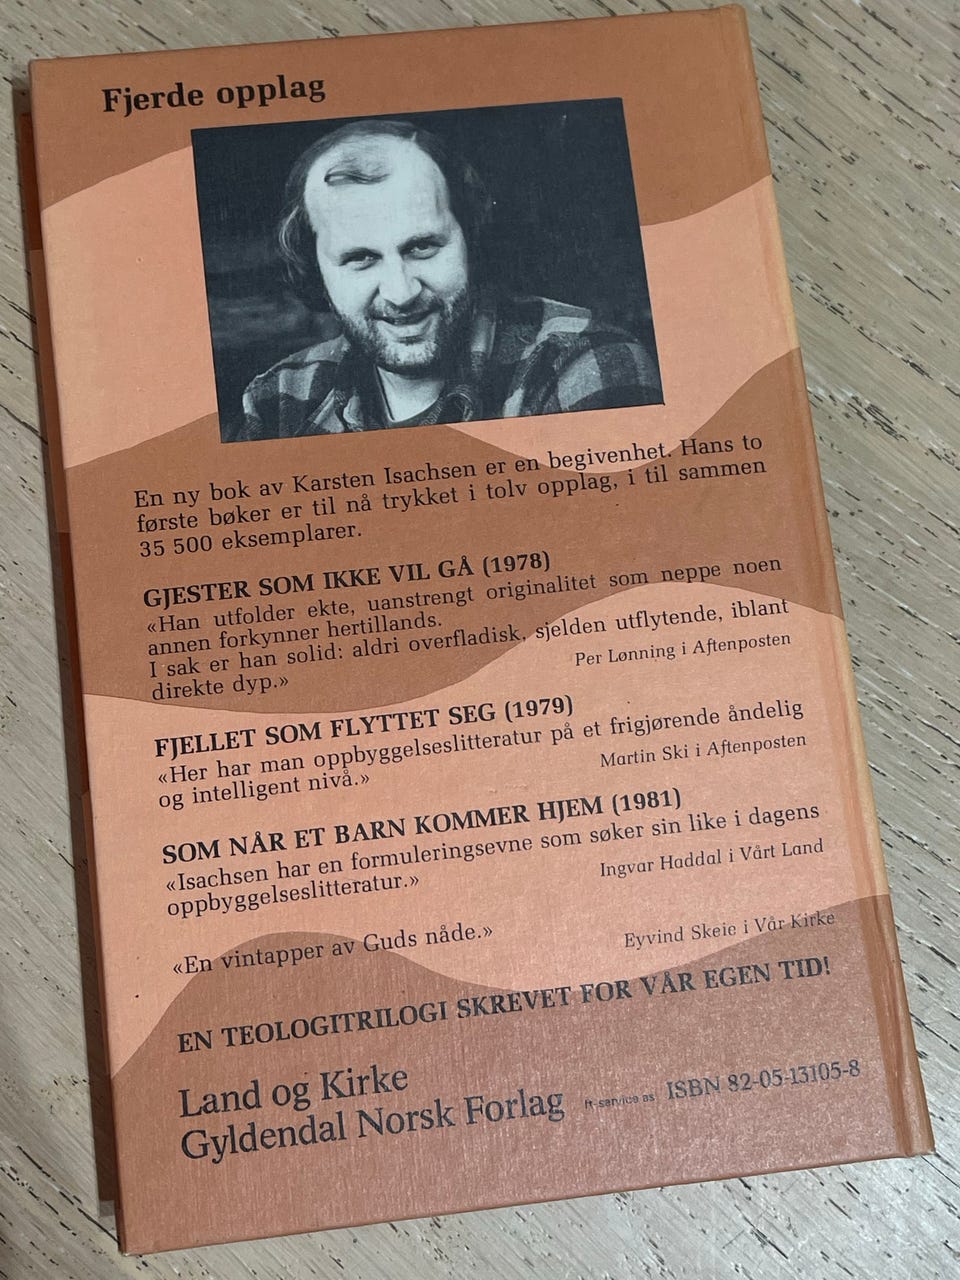 Fjerde opplag
En ny bok av Karsten Isachsen er en begivenhet. Hans to
første bøker er til nå trykket i tolv opplag, i til sammen
35 500 eksemplarer.
GJESTER SOM IKKE VIL GÅ (1978)
«Han utfolder ekte, uanstrengt originalitet som neppe noen
annen forkynner hertillands.
I sak er han solid: aldri overfladisk, sjelden utflytende, iblant
direkte dyp.»
Per Lønning i Aftenposten
FJELLET SOM FLYTTET SEG (1979)
«Her har man oppbyggelseslitteratur på et frigjørende åndelig
og intelligent nivå.»
Martin Ski i Aftenposten
SOM NÅR ET BARN KOMMER HJEM (1981)
«Isachsen har en formuleringsevne som søker sin like i dagens
oppbyggelseslitteratur.»
Ingvar Haddal i Vårt Land
«En vintapper av Guds nåde.»
Eyvind Skeie i Vår Kirke
EN TEOLOGITRILOGI SKREVET FOR VÅR EGEN TID!
Land og Kirke
Gyldendal Norsk Forlag
ft-service as ISBN 82-05-13105-8